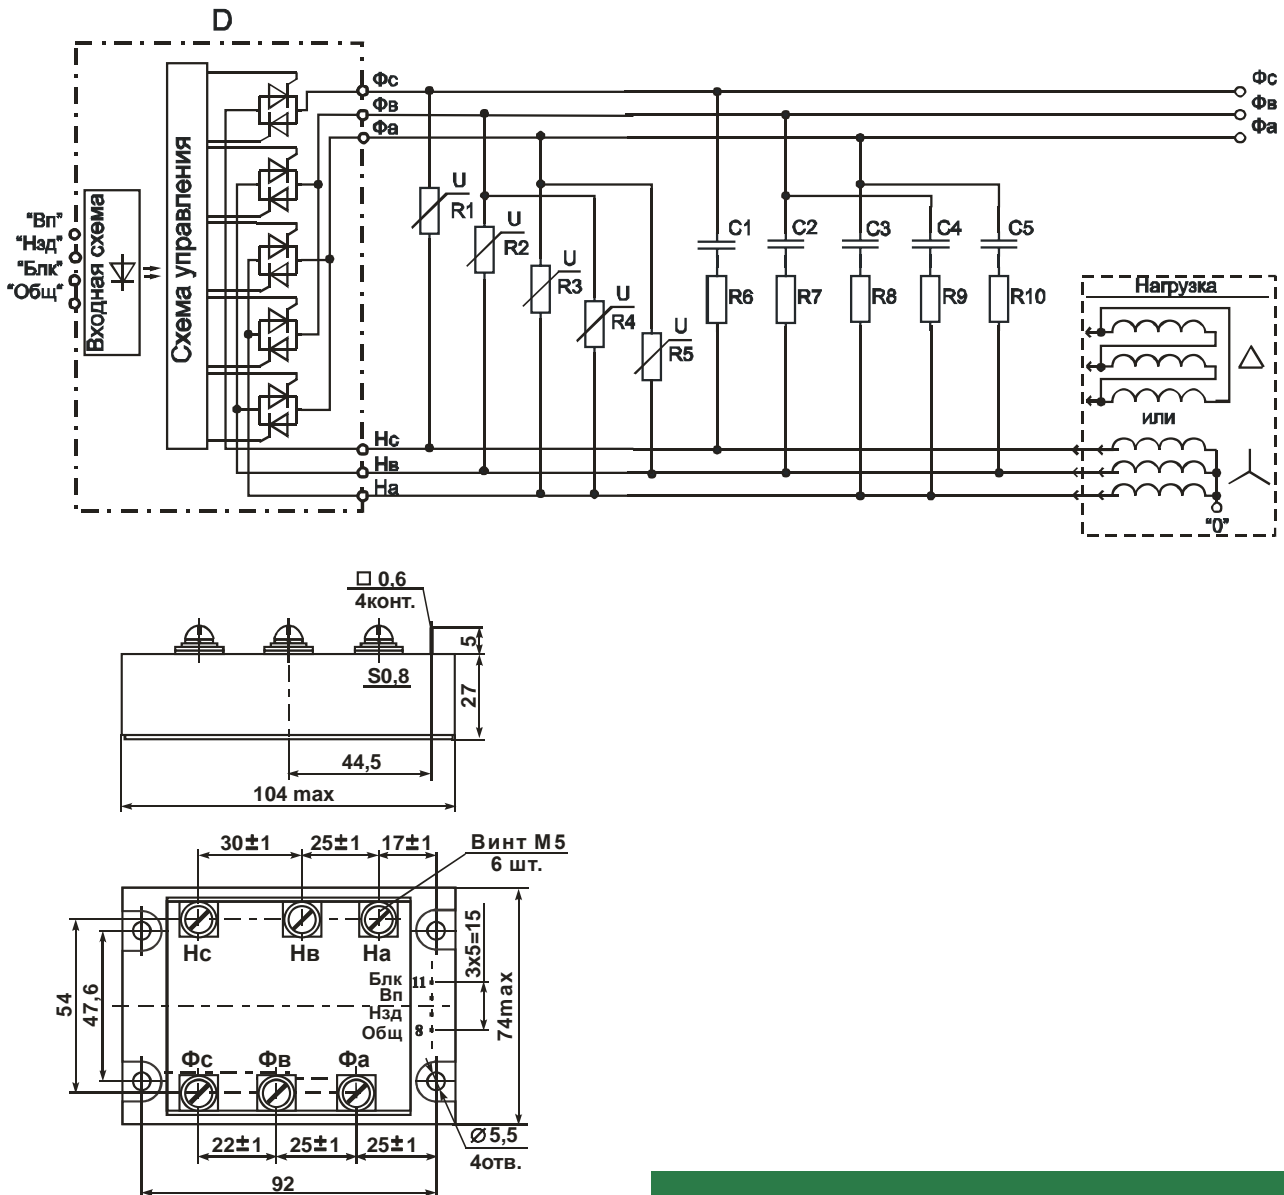 D
Фс
Фв
Фа
Фс
Фв
Фа
“Вп”
“Нзд”
“Блк”
“Общ“
Входная схема
Схема управления
U
R1
U
R2
U
R3
U
R4
U
R5
C1
C2
C3
C4
C5
R6
R7
R8
R9
R10
Нагрузка
или
“0”
Нс
Нв
На
0,6
4конт.
5
S0,8
27
44,5
104 max
30±1
25±1
17±1
Винт М5
6 шт.
Нс
Нв
На
Блк 11
Вп
Нзд
Общ 8
3х5=15
74max
54
47,6
Фс
Фв
Фа
22±1
25±1
25±1
Ø5,5
4отв.
92